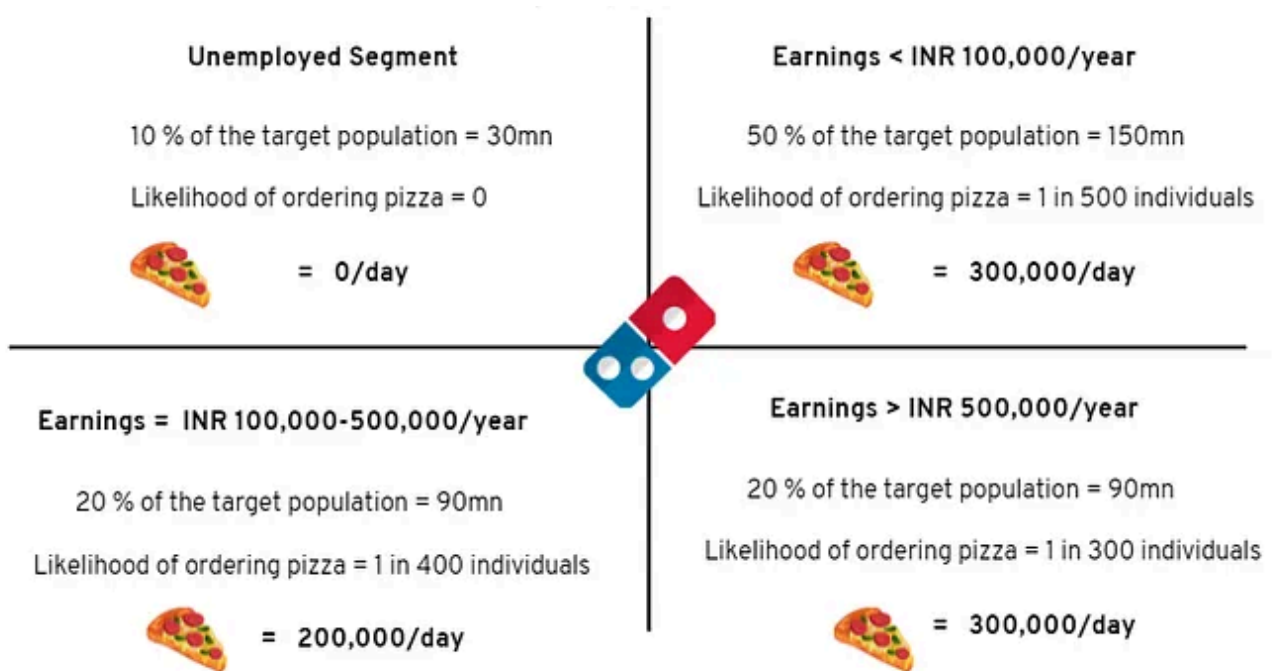 Unemployed Segment
10 % of the target population = 30mn
Likelihood of ordering pizza = 0
= 0/day
Earnings < INR 100,000/year
50 % of the target population = 150mn
Likelihood of ordering pizza = 1 in 500 individuals
= 300,000/day
Earnings = INR 100,000-500,000/year
20 % of the target population = 90mn
Likelihood of ordering pizza = 1 in 400 individuals
= 200,000/day
Earnings > INR 500,000/year
20 % of the target population = 90mn
Likelihood of ordering pizza = 1 in 300 individuals
= 300,000/day